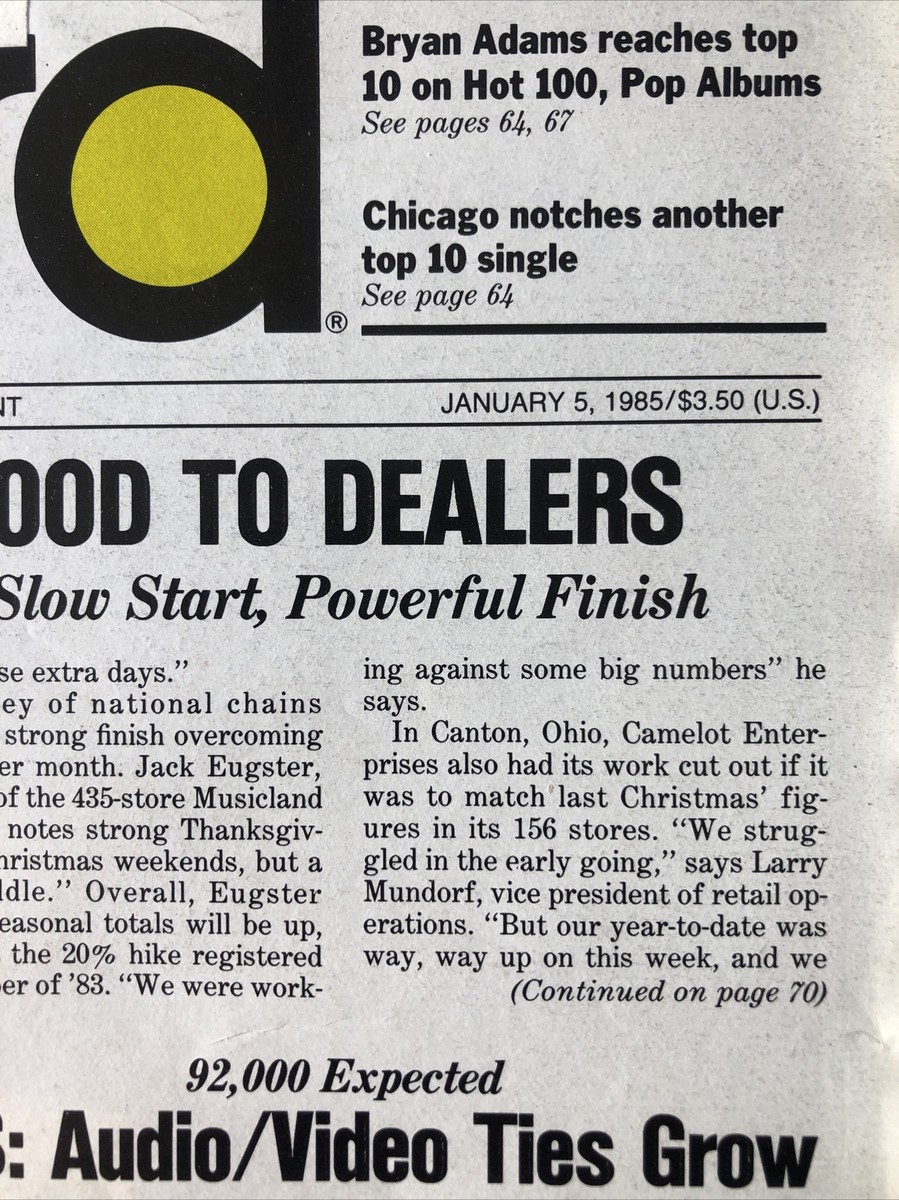 rd
®
Bryan Adams reaches top
10 on Hot 100, Pop Albums
See pages 64, 67
Chicago notches another
top 10 single
See page 64
NT
JANUARY 5, 1985/$3.50 (U.S.)
OOD TO DEALERS
Slow Start, Powerful Finish
se extra days.”
ey of national chains
strong finish overcoming
er month. Jack Eugster,
of the 435-store Musicland
notes strong Thanksgiv-
hristmas weekends, but a
ddle.” Overall, Eugster
easonal totals will be up,
the 20% hike registered
ber of ’83. “We were work-
ing against some big numbers” he
says.
In Canton, Ohio, Camelot Enter-
prises also had its work cut out if it
was to match last Christmas’ fig-
ures in its 156 stores. “We strug-
gled in the early going,” says Larry
Mundorf, vice president of retail op-
erations. “But our year-to-date was
way, way up on this week, and we
(Continued on page 70)
92,000 Expected
S: Audio/Video Ties Grow